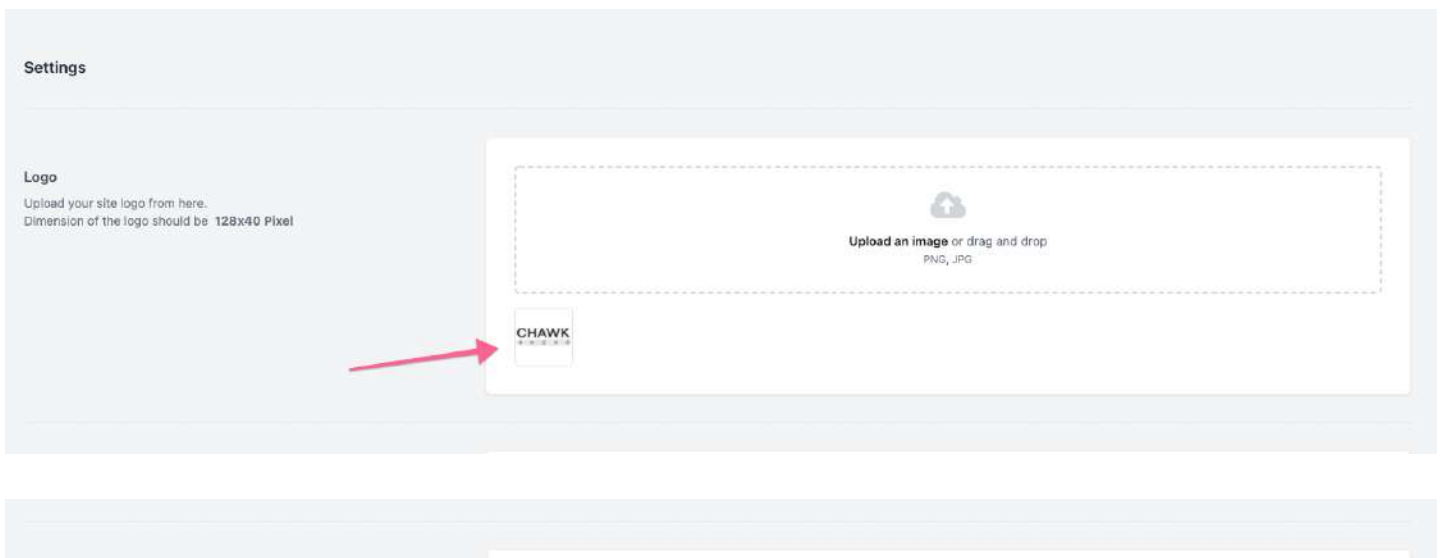 Settings
Logo
Upload your site logo from here.
Dimension of the logo should be 128x40 Pixel
Upload an image or drag and drop
PNG, JPG
CHAWK